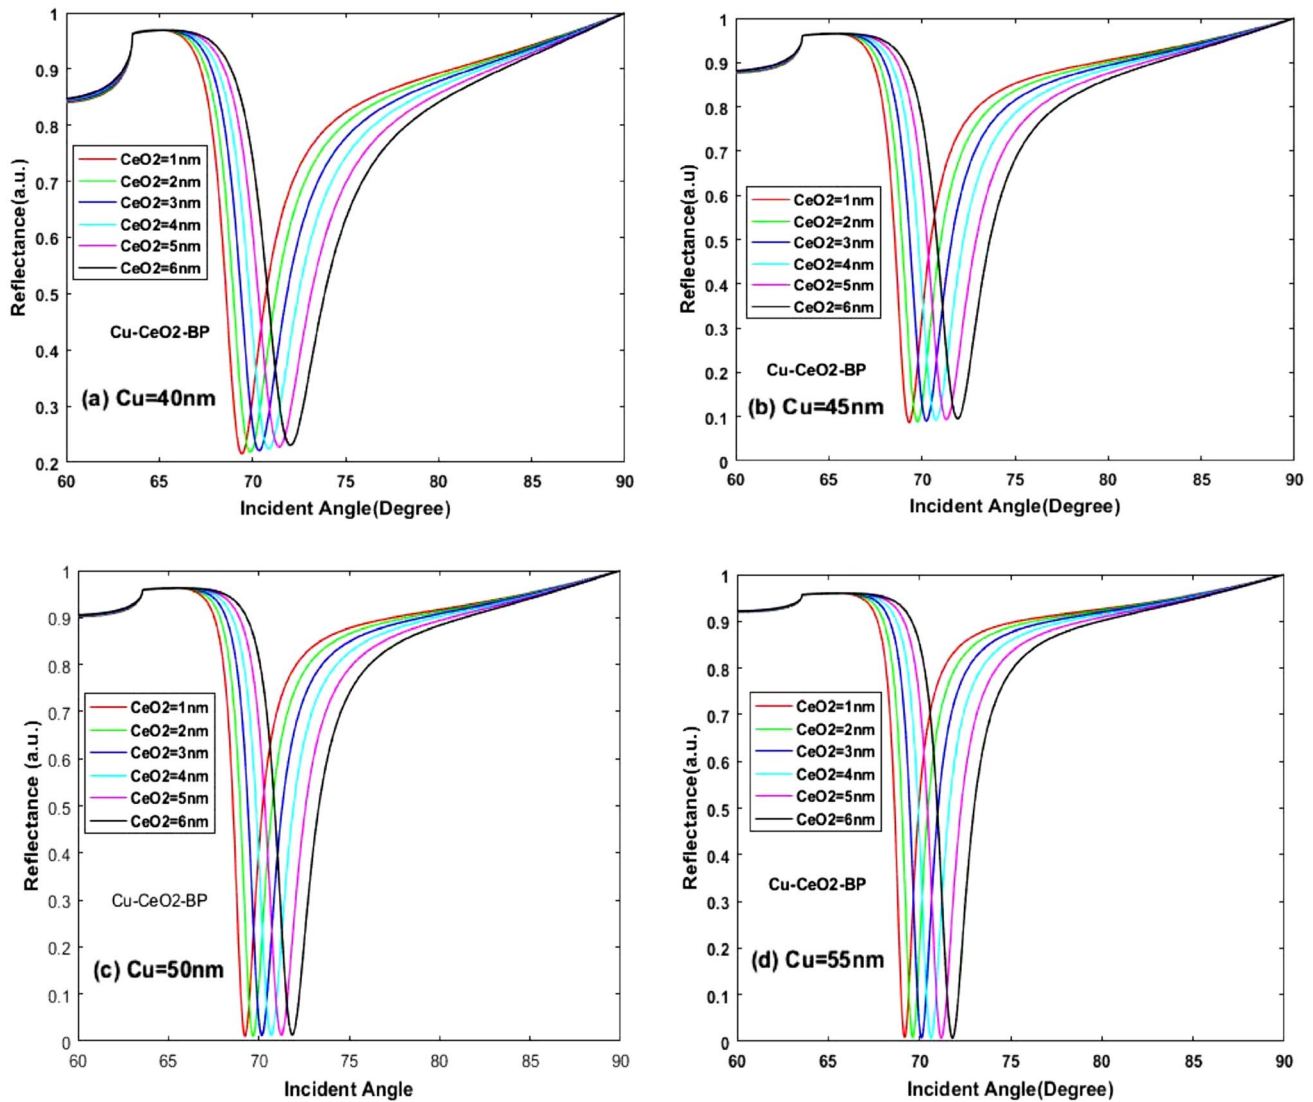 1
0.9
0.8
0.7
0.6
0.5
0.4
0.3
0.2
Reflectance(a.u.)
CeO2=1nm
CeO2=2nm
CeO2=3nm
CeO2=4nm
CeO2=5nm
CeO2=6nm
Cu-CeO2-BP
(a) Cu=40nm
60 65 70 75 80 85 90
Incident Angle(Degree)
1
0.9
0.8
0.7
0.6
0.5
0.4
0.3
0.2
0.1
0
Reflectance(a.u)
CeO2=1nm
CeO2=2nm
CeO2=3nm
CeO2=4nm
CeO2=5nm
CeO2=6nm
Cu-CeO2-BP
(b) Cu=45nm
60 65 70 75 80 85 90
Incident Angle(Degree)
1
0.9
0.8
0.7
0.6
0.5
0.4
0.3
0.2
0.1
0
Reflectance (a.u.)
CeO2=1nm
CeO2=2nm
CeO2=3nm
CeO2=4nm
CeO2=5nm
CeO2=6nm
Cu-CeO2-BP
(c) Cu=50nm
60 65 70 75 80 85 90
Incident Angle
1
0.9
0.8
0.7
0.6
0.5
0.4
0.3
0.2
0.1
0
Reflectance(a.u.)
CeO2=1nm
CeO2=2nm
CeO2=3nm
CeO2=4nm
CeO2=5nm
CeO2=6nm
Cu-CeO2-BP
(d) Cu=55nm
60 65 70 75 80 85 90
Incident Angle(Degree)